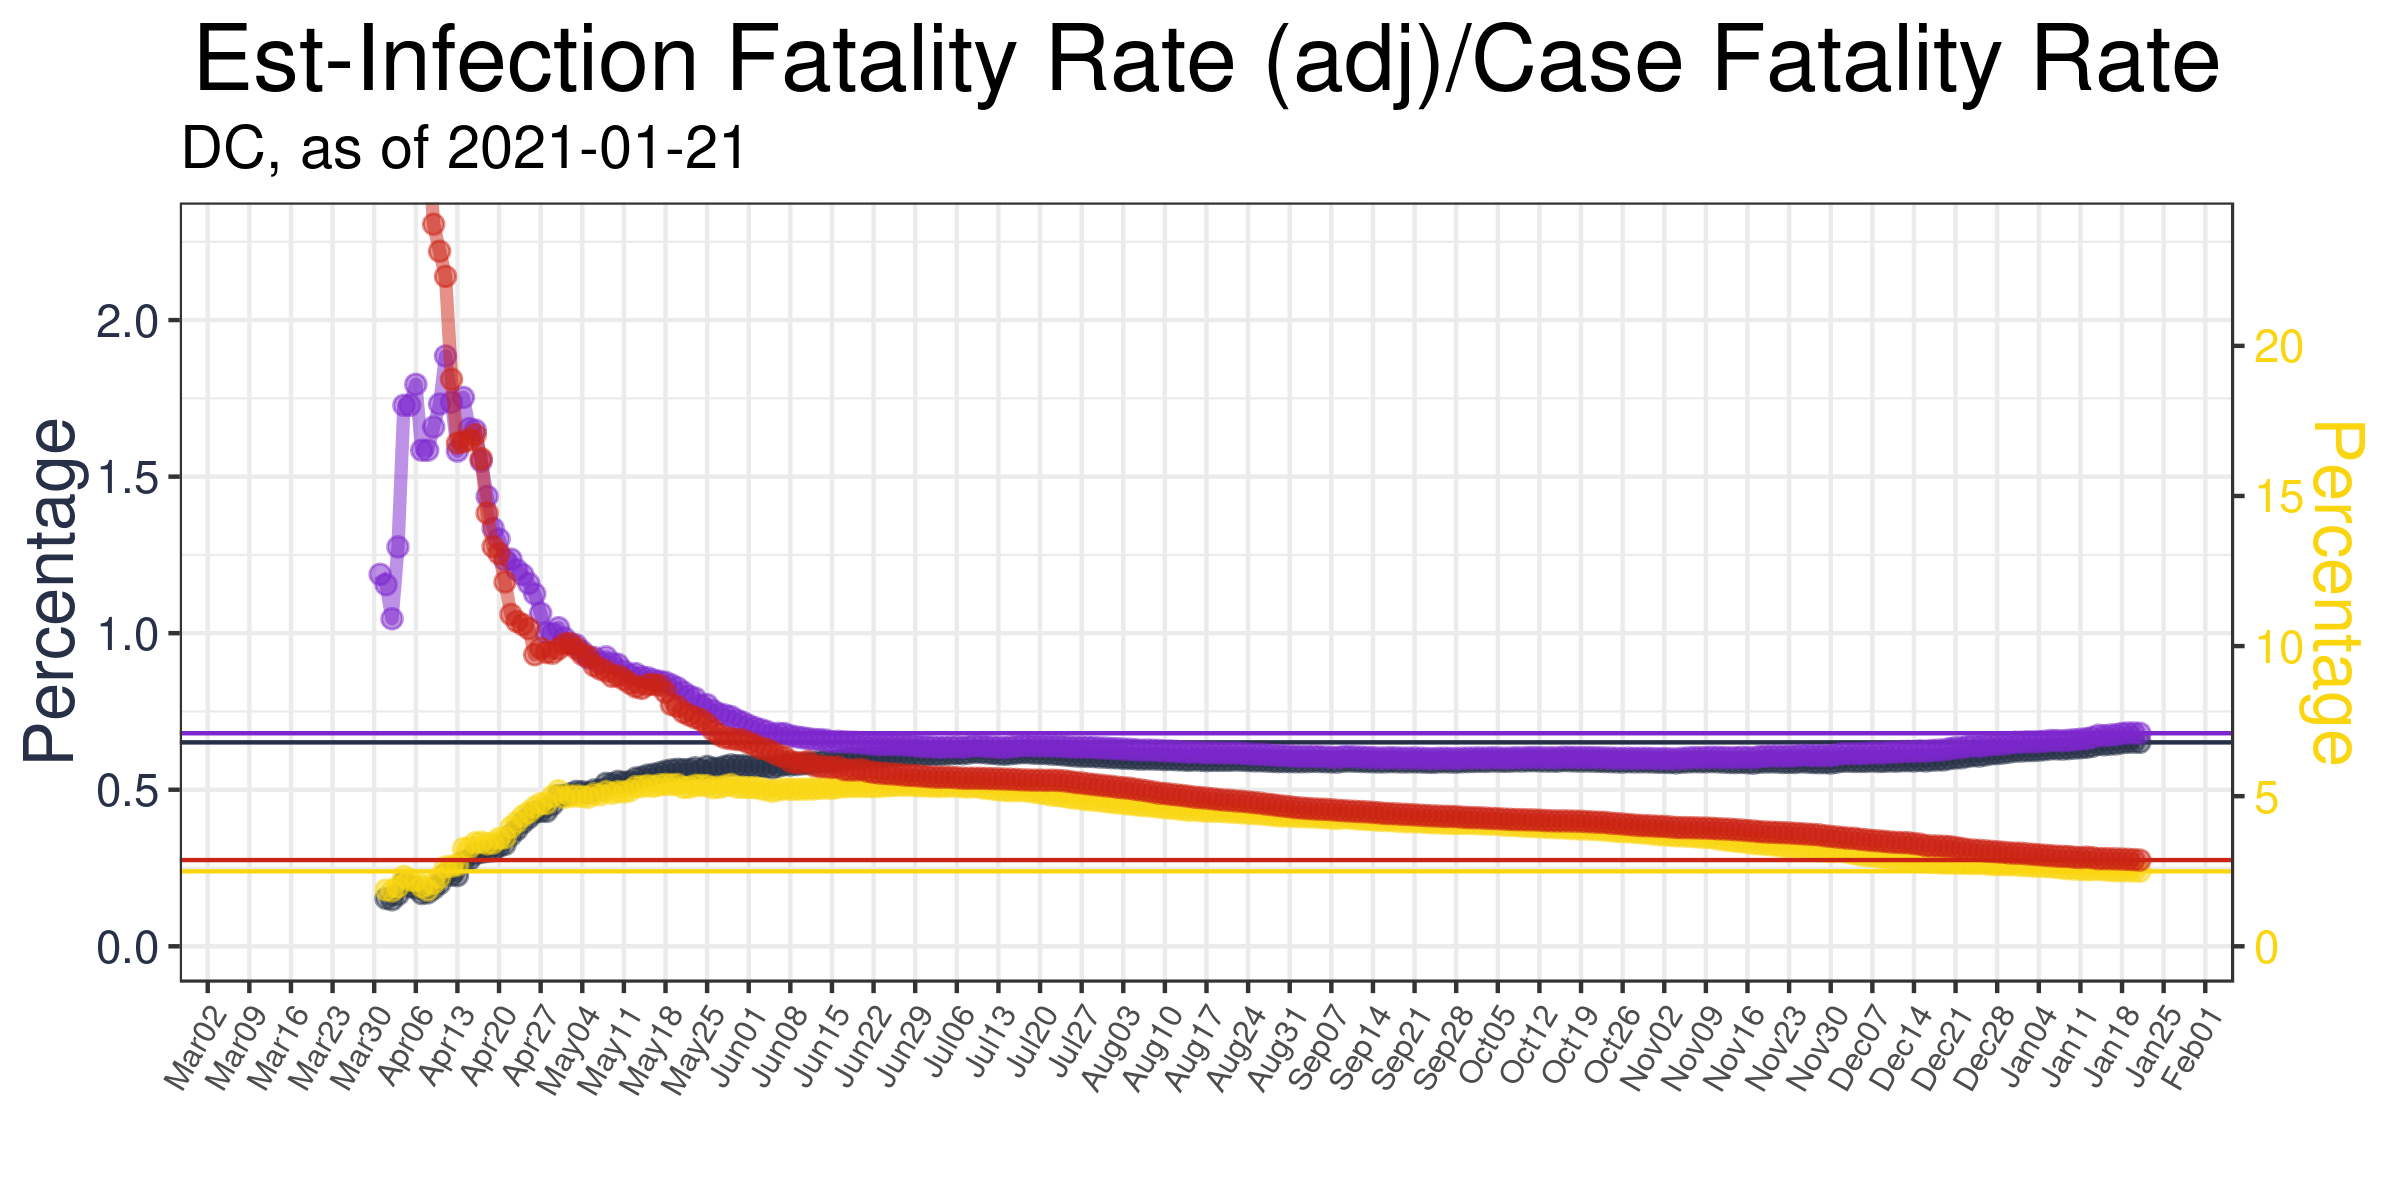 Est-Infection Fatality Rate (adj)/Case Fatality Rate
DC, as of 2021-01-21
Percentage
2.0
1.5
1.0
0.5
0.0
20
15
10
5
0
Percentage
Mar02
Mar09
Mar16
Mar23
Mar30
Apr06
Apr13
Apr20
Apr27
May04
May11
May18
May25
Jun01
Jun08
Jun15
Jun22
Jun29
Jul06
Jul13
Jul20
Jul27
Aug03
Aug10
Aug17
Aug24
Aug31
Sep07
Sep14
Sep21
Sep28
Oct05
Oct12
Oct19
Oct26
Nov02
Nov09
Nov16
Nov23
Nov30
Dec07
Dec14
Dec21
Dec28
Jan04
Jan11
Jan18
Jan25
Feb01